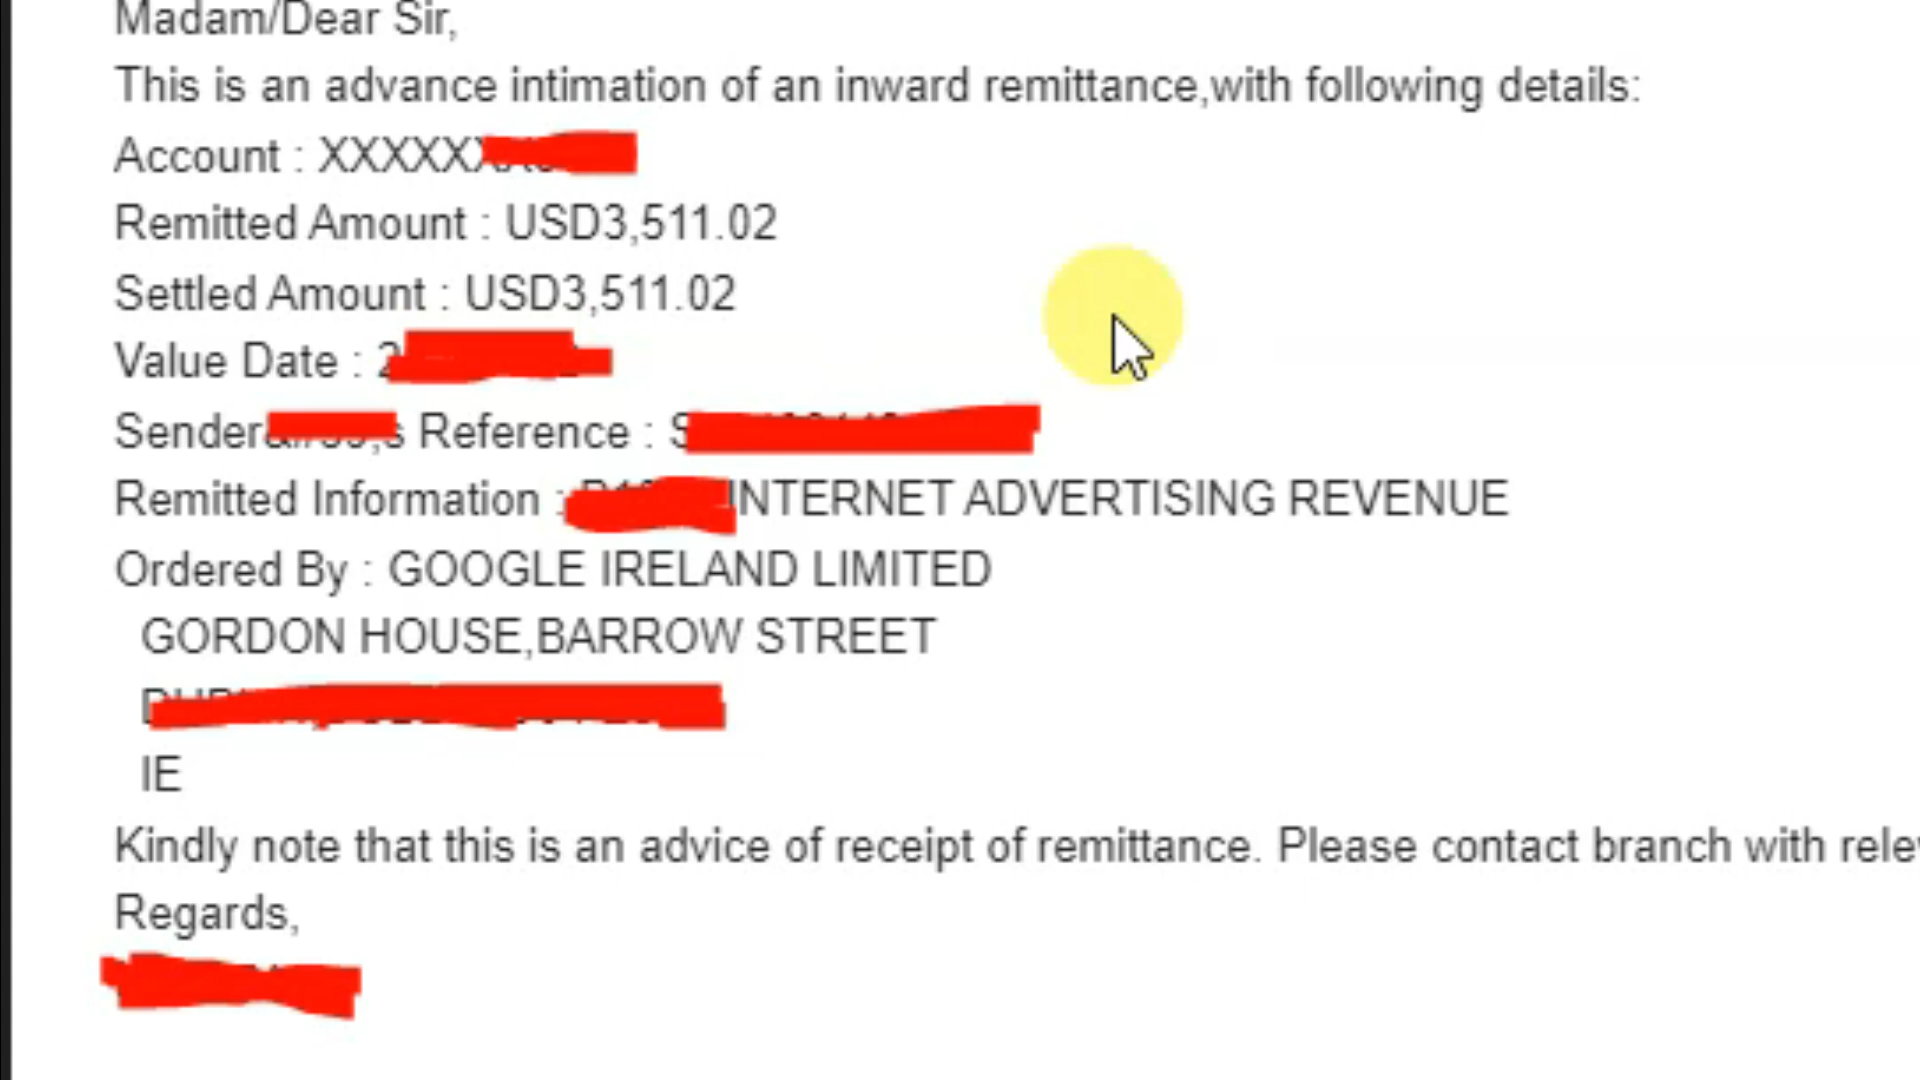 Madam/Dear Sir,
This is an advance intimation of an inward remittance,with following details:
Account : XXXXXX
Remitted Amount : USD3,511.02
Settled Amount : USD3,511.02
Value Date :
Sender Reference :
Remitted Information : INTERNET ADVERTISING REVENUE
Ordered By : GOOGLE IRELAND LIMITED
GORDON HOUSE,BARROW STREET
IE
Kindly note that this is an advice of receipt of remittance. Please contact branch with
Regards,